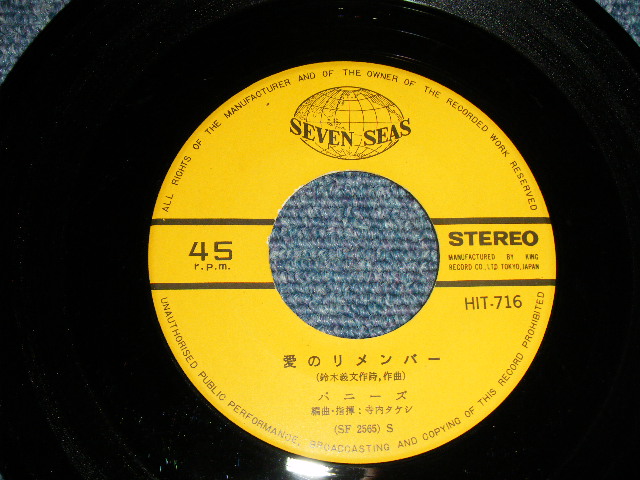 ALL RIGHTS OF THE MANUFACTURER AND OF THE OWNER OF THE RECORDED WORK RESERVED
SEVEN SEAS
45
r.p.m.
STEREO
MANUFACTURED BY KING
RECORD CO., LTD. TOKYO, JAPAN
HIT-716
愛のリメンバー
(鈴木義文作詩,作曲)
バニーズ
編曲・指揮:寺内タケシ
(SF 2565) S
UNAUTHORISED PUBLIC PERFORMANCE, BROADCASTING AND COPYING OF THIS RECORD PROHIBITED